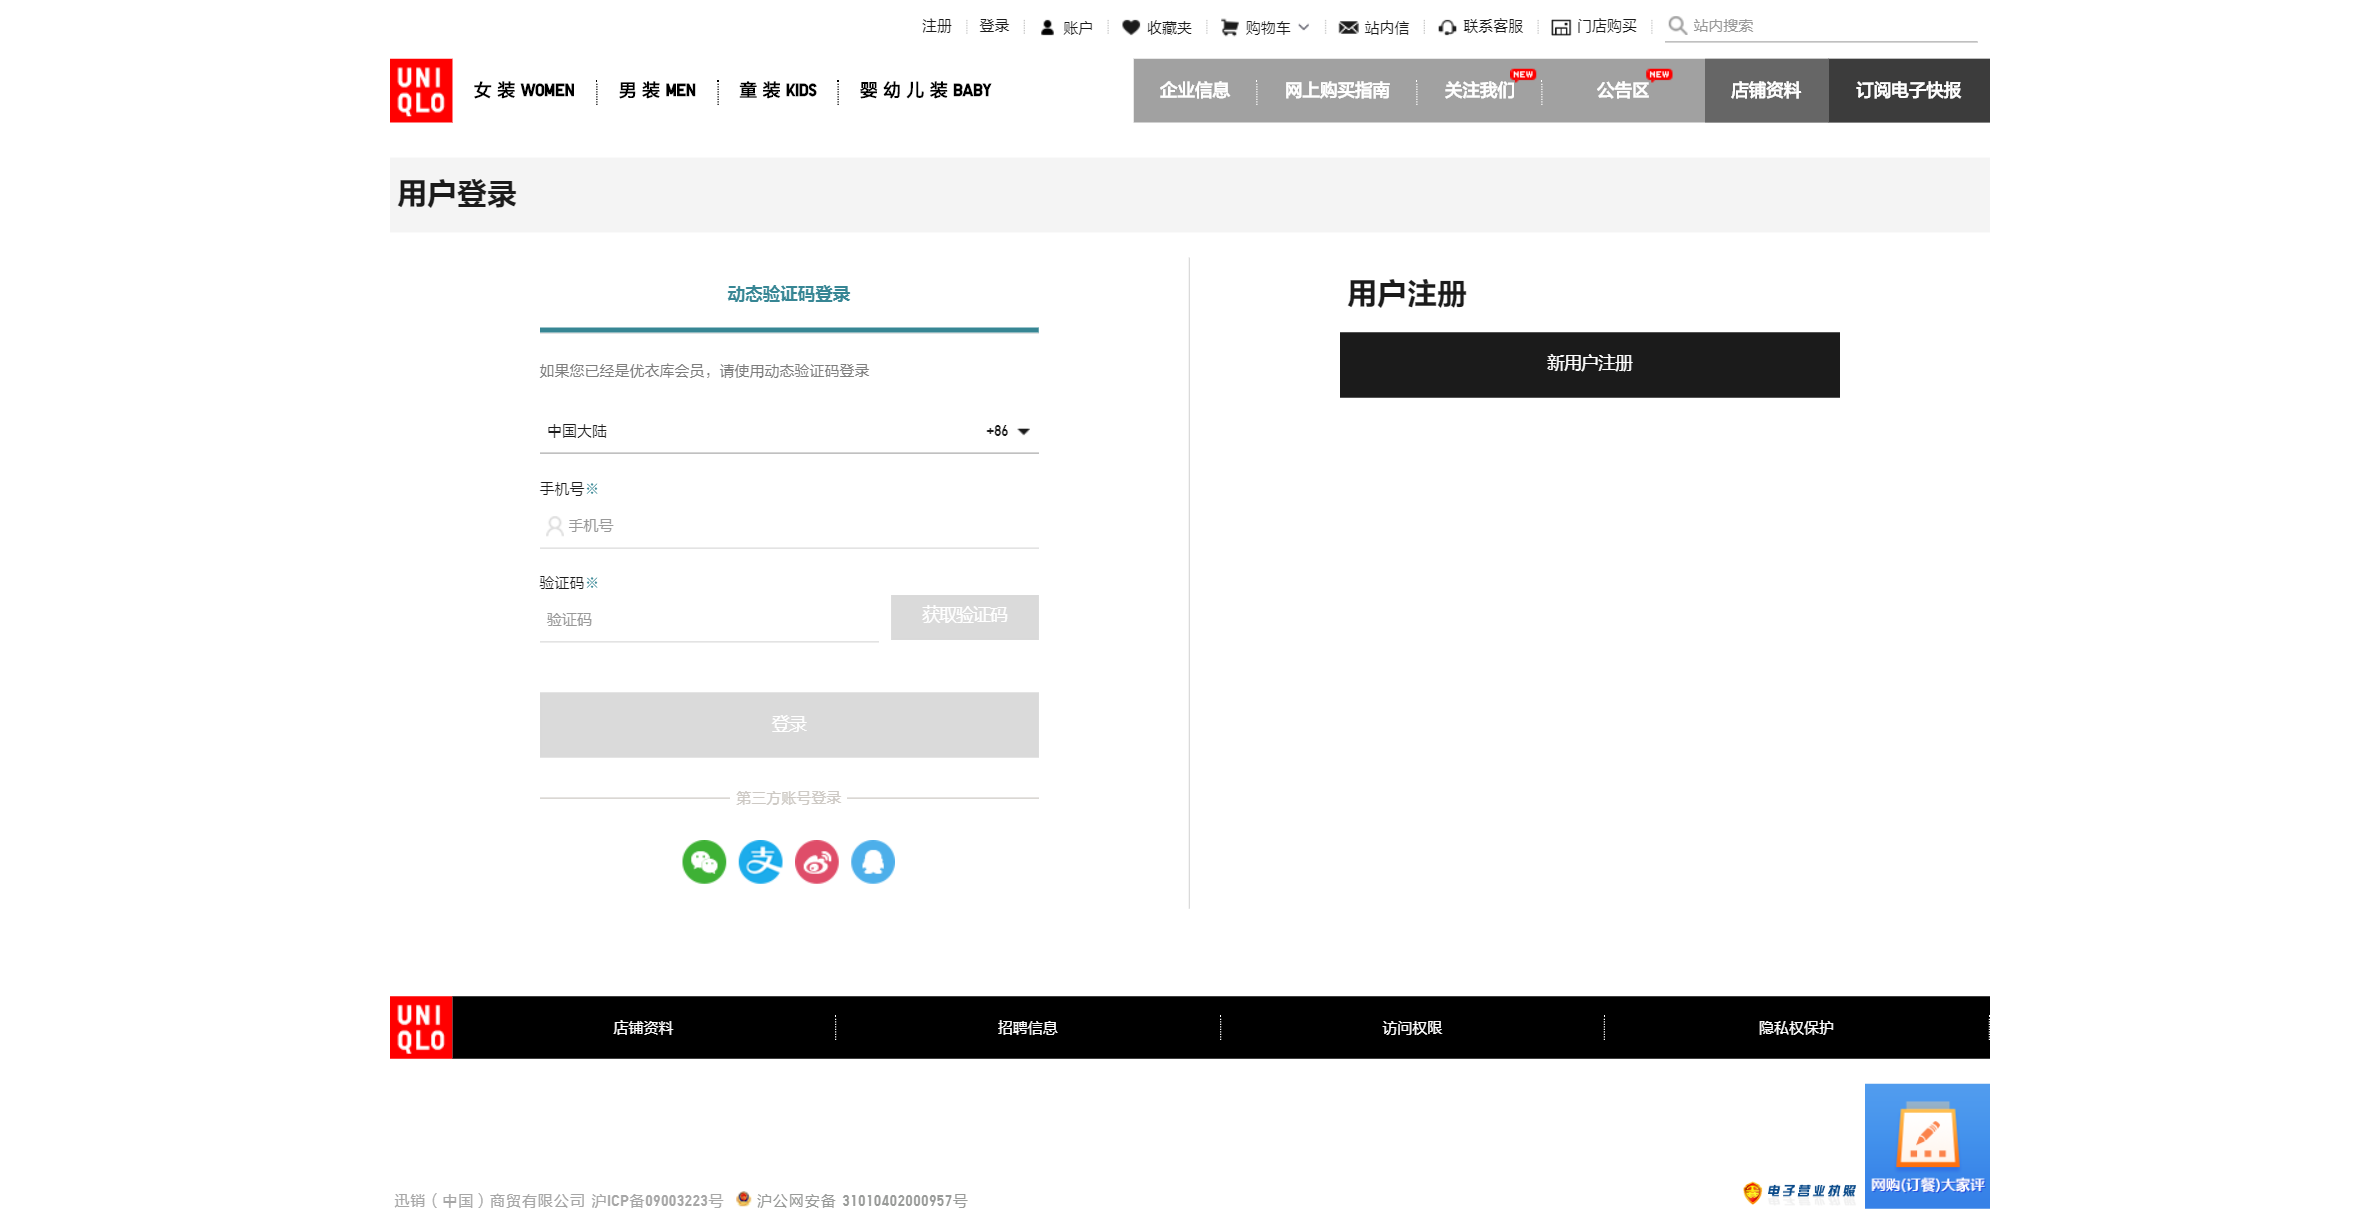 注册 登录 账户 收藏夹 购物车 站内信 联系客服 门店购买 站内搜索
UNI
QLO
女装 WOMEN 男装 MEN 童装 KIDS 婴幼儿装 BABY
企业信息 网上购买指南 关注我们 NEW 公告区 NEW 店铺资料 订阅电子快报
用户登录
动态验证码登录
如果您已经是优衣库会员，请使用动态验证码登录
中国大陆 +86
手机号※
手机号
验证码※
验证码 获取验证码
登录
第三方账号登录
支
用户注册
新用户注册
UNI
QLO
店铺资料 招聘信息 访问权限 隐私权保护
迅销（中国）商贸有限公司 沪ICP备09003223号 沪公网安备 31010402000957号
电子营业执照
网购(订餐)大家评